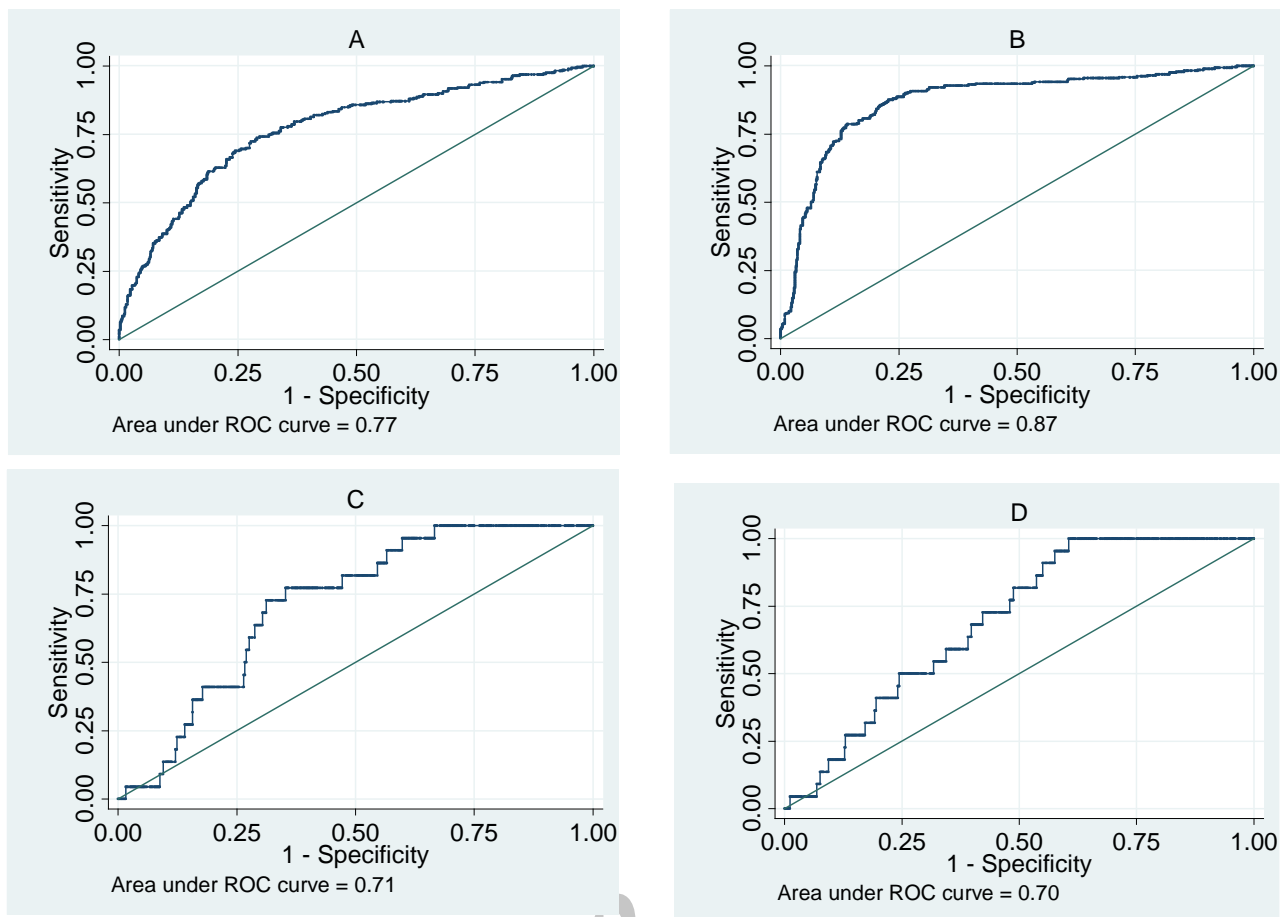 A
Sensitivity
0.00 0.25 0.50 0.75 1.00
0.00 0.25 0.50 0.75 1.00
1 - Specificity
Area under ROC curve = 0.77
B
Sensitivity
0.00 0.25 0.50 0.75 1.00
0.00 0.25 0.50 0.75 1.00
1 - Specificity
Area under ROC curve = 0.87
C
Sensitivity
0.00 0.25 0.50 0.75 1.00
0.00 0.25 0.50 0.75 1.00
1 - Specificity
Area under ROC curve = 0.71
D
Sensitivity
0.00 0.25 0.50 0.75 1.00
0.00 0.25 0.50 0.75 1.00
1 - Specificity
Area under ROC curve = 0.70